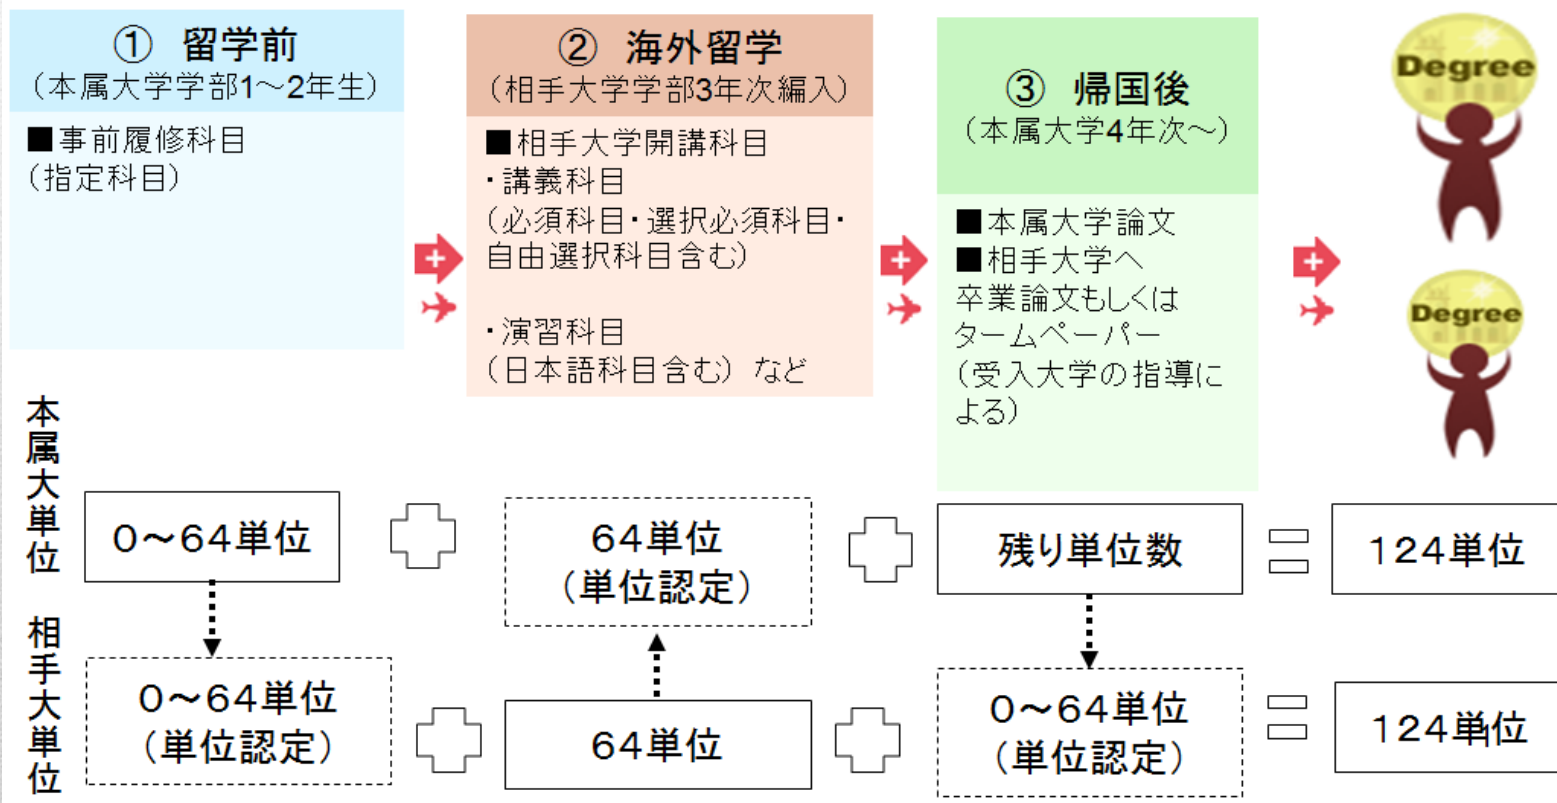 ① 留学前
（本属大学学部1～2年生）
■事前履修科目
（指定科目）
② 海外留学
（相手大学学部3年次編入）
■相手大学開講科目
・講義科目
（必須科目・選択必須科目・
自由選択科目含む）
・演習科目
（日本語科目含む） など
③ 帰国後
（本属大学4年次～）
■本属大学論文
■相手大学へ
卒業論文もしくは
タームペーパー
（受入大学の指導に
よる）
Degree
Degree
本属大単位
０～６４単位
６４単位
（単位認定）
残り単位数
１２４単位
相手大単位
０～６４単位
（単位認定）
６４単位
０～６４単位
（単位認定）
１２４単位